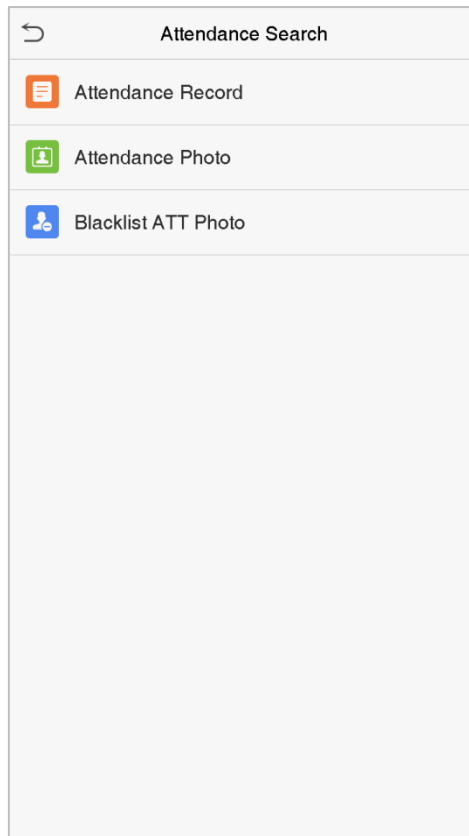 Attendance Search
Attendance Record
Attendance Photo
Blacklist ATT Photo